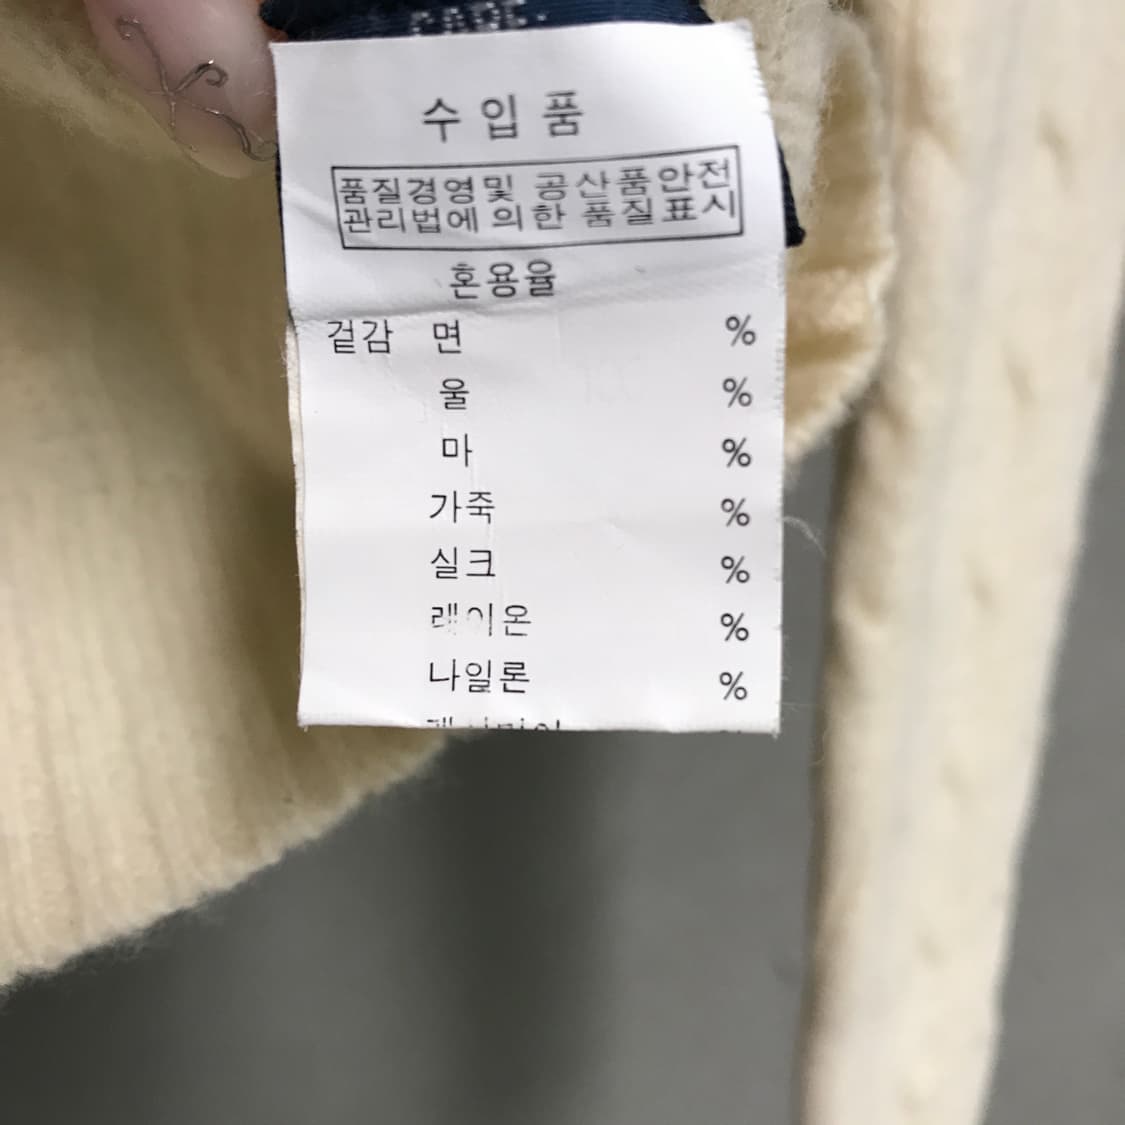 수입품
품질경영및 공산품안전
관리법에 의한 품질표시
혼용율
겉감 면 %
울 %
마 %
가죽 %
실크 %
레이온 %
나일론 %